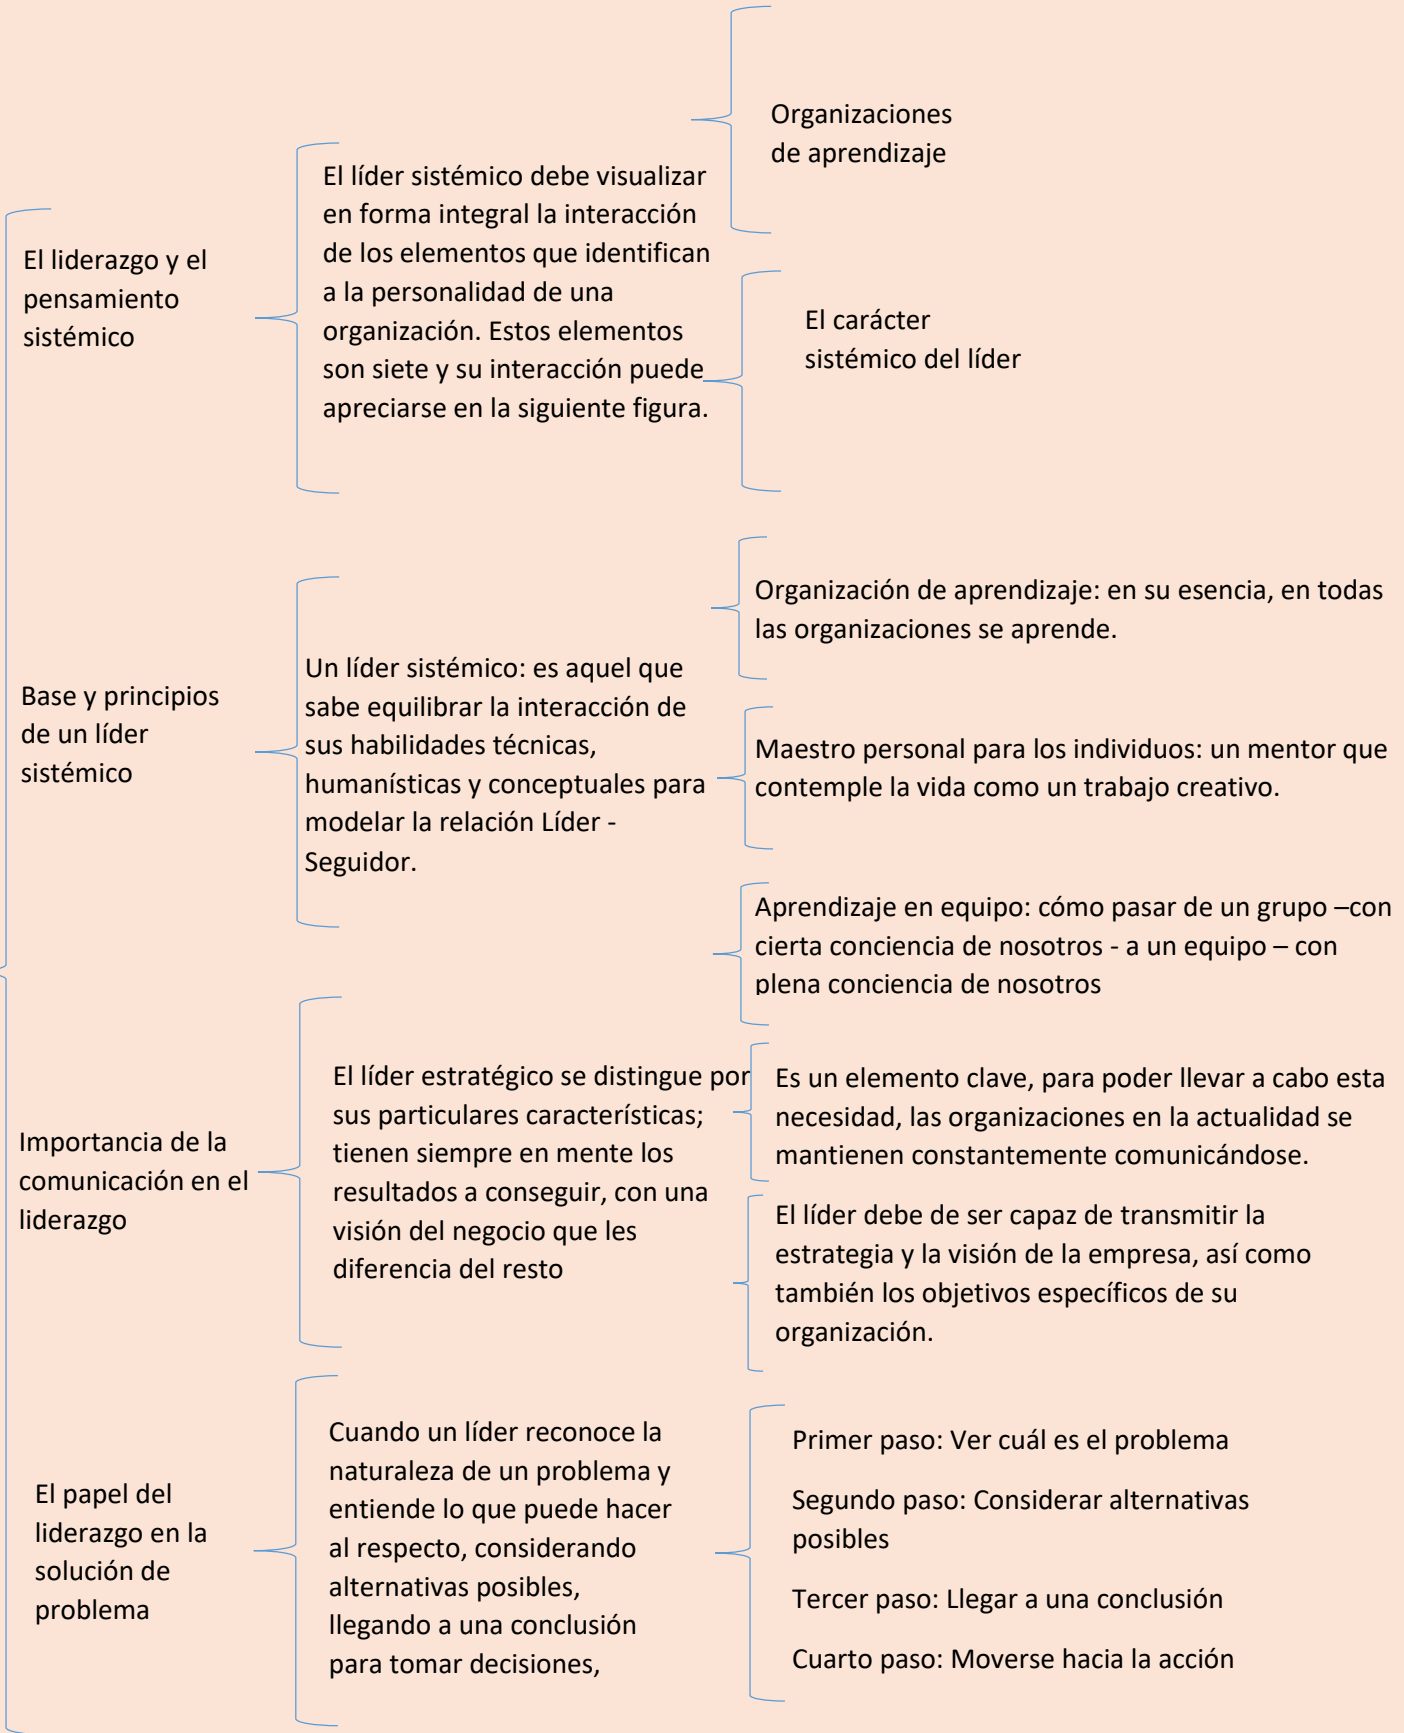 El liderazgo y el
pensamiento
sistémico
El líder sistémico debe visualizar
en forma integral la interacción
de los elementos que identifican
a la personalidad de una
organización. Estos elementos
son siete y su interacción puede
apreciarse en la siguiente figura.
Organizaciones
de aprendizaje
El carácter
sistémico del líder
Base y principios
de un líder
sistémico
Un líder sistémico: es aquel que
sabe equilibrar la interacción de
sus habilidades técnicas,
humanísticas y conceptuales para
modelar la relación Líder -
Seguidor.
Organización de aprendizaje: en su esencia, en todas
las organizaciones se aprende.
Maestro personal para los individuos: un mentor que
contemple la vida como un trabajo creativo.
Aprendizaje en equipo: cómo pasar de un grupo –con
cierta conciencia de nosotros - a un equipo – con
plena conciencia de nosotros
Importancia de la
comunicación en el
liderazgo
El líder estratégico se distingue por
sus particulares características;
tienen siempre en mente los
resultados a conseguir, con una
visión del negocio que les
diferencia del resto
Es un elemento clave, para poder llevar a cabo esta
necesidad, las organizaciones en la actualidad se
mantienen constantemente comunicándose.
El líder debe de ser capaz de transmitir la
estrategia y la visión de la empresa, así como
también los objetivos específicos de su
organización.
El papel del
liderazgo en la
solución de
problema
Cuando un líder reconoce la
naturaleza de un problema y
entiende lo que puede hacer
al respecto, considerando
alternativas posibles,
llegando a una conclusión
para tomar decisiones,
Primer paso: Ver cuál es el problema
Segundo paso: Considerar alternativas
posibles
Tercer paso: Llegar a una conclusión
Cuarto paso: Moverse hacia la acción